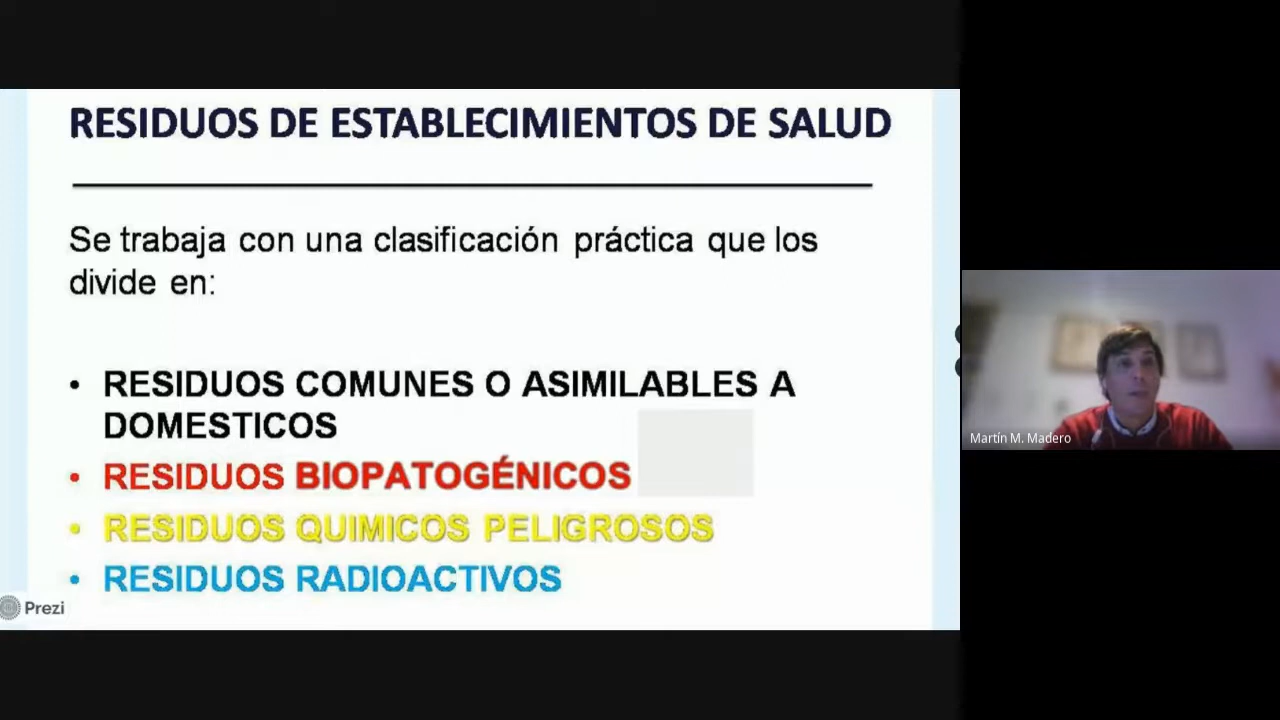 RESIDUOS DE ESTABLECIMIENTOS DE SALUD
Se trabaja con una clasificación práctica que los
divide en:
• RESIDUOS COMUNES O ASIMILABLES A
DOMESTICOS
• RESIDUOS BIOPATOGÉNICOS
• RESIDUOS QUIMICOS PELIGROSOS
• RESIDUOS RADIOACTIVOS
Prezi
Martín M. Madero